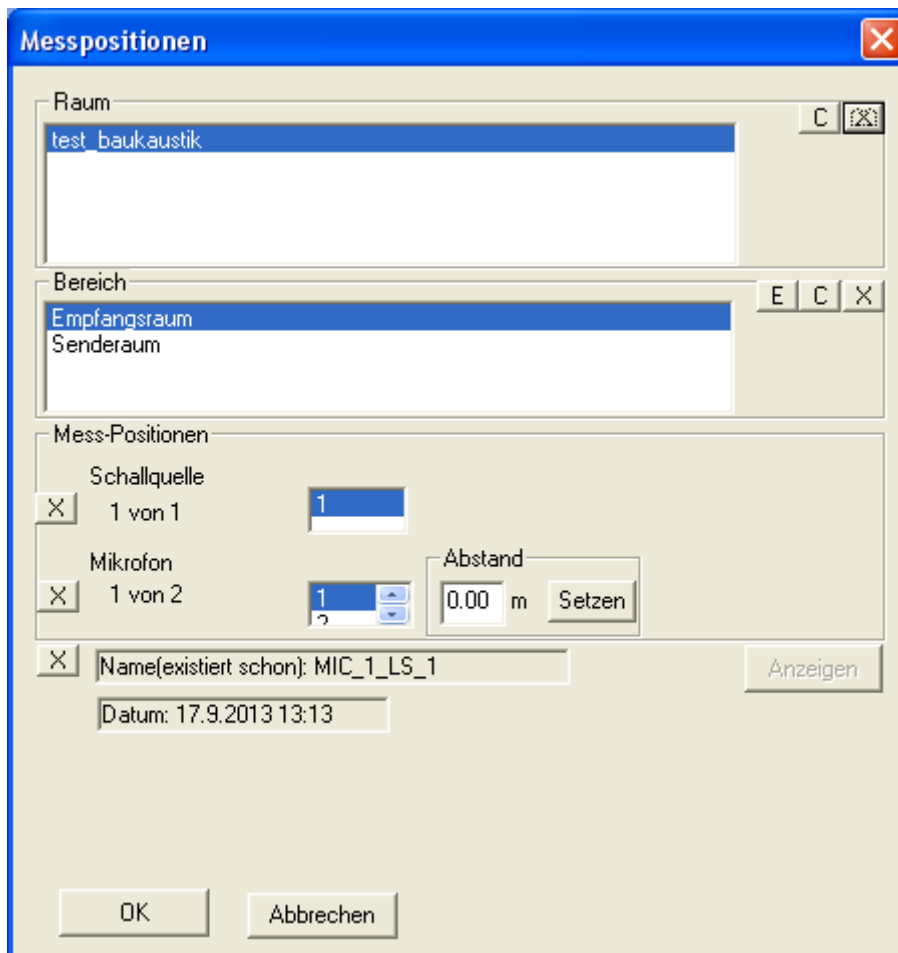 Messpositionen
Raum
C X
test_baukaustik
Bereich
E C X
Empfangsraum
Senderaum
Mess-Positionen
Schallquelle
X 1 von 1 1
Mikrofon
Abstand
X 1 von 2 1 0.00 m Setzen
X Name(existiert schon): MIC_1_LS_1 Anzeigen
Datum: 17.9.2013 13:13
OK Abbrechen